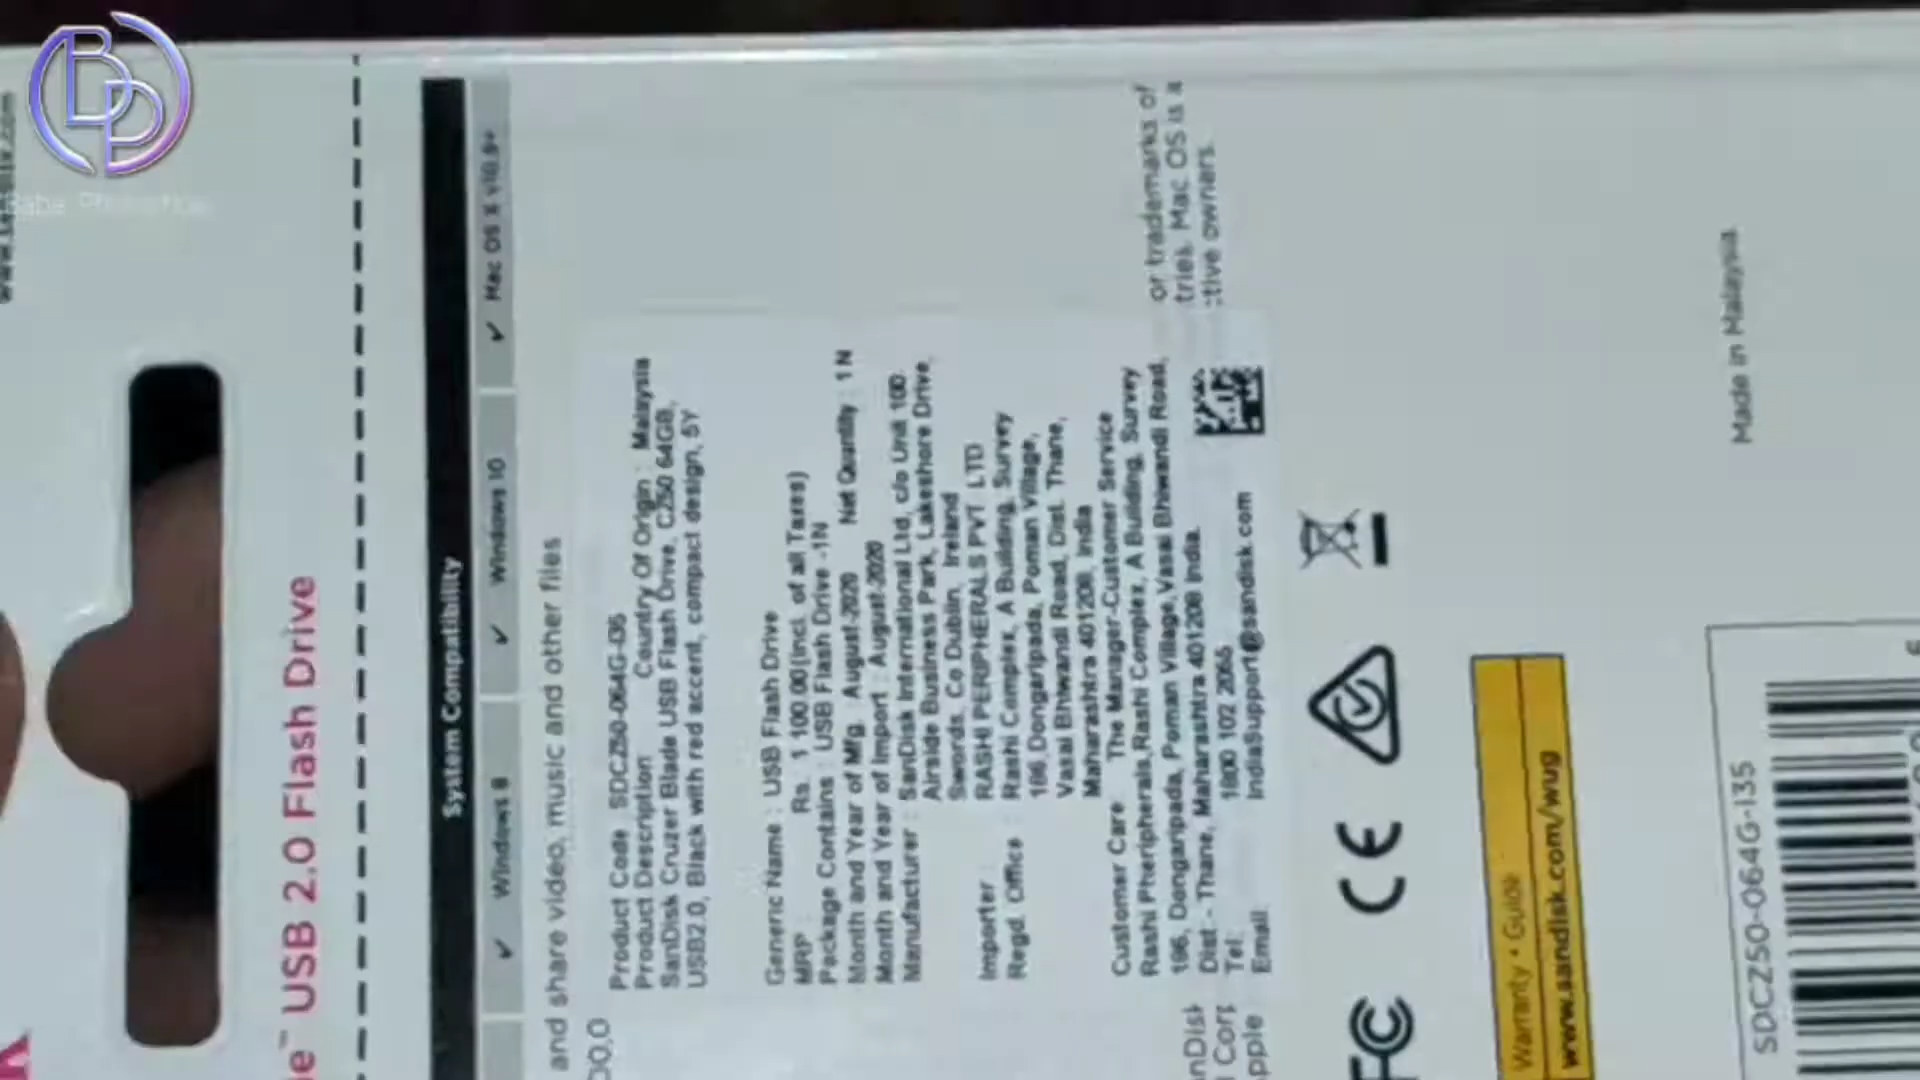 BP
USB 2.0 Flash Drive
System Compatibility
✓ Windows 8 ✓ Windows 10 ✓ Mac OS X v10.9+
and share video, music and other files
Product Code : SDCZ50-064G-I35
Product Description Country Of Origin : Malaysia
SanDisk Cruzer Blade USB Flash Drive, CZ50 64GB,
USB2.0, Black with red accent, compact design, 5Y
Generic Name : USB Flash Drive
MRP : Rs. 1 100 00(Incl. of all Taxes)
Package Contains : USB Flash Drive -1N
Month and Year of Mfg. August-2020 Net Quantity : 1 N
Month and Year of Import : August-2020
Manufacturer : SanDisk International Ltd, c/o Unit 100
Airside Business Park, Lakeshore Drive,
Swords, Co Dublin, Ireland
Importer : RASHI PERIPHERALS PVT LTD
Regd. Office : Rashi Complex, A Building, Survey
196, Dongaripada, Poman Village,
Vasai Bhiwandi Road, Dist. Thane,
Maharashtra 401208, India
Customer Care The Manager-Customer Service
Rashi Pheripherals,Rashi Complex, A Building, Survey
196, Dongaripada, Poman Village,Vasai Bhiwandi Road,
Dist.- Thane, Maharashtra 401208 India.
Tel: 1800 102 2055
Email: IndiaSupport@sandisk.com
or trademarks of
Mac OS is a
owners.
CE
FC
Warranty • Guide
www.sandisk.com/wug
Made in Malaysia
SDCZ50-064G-I35